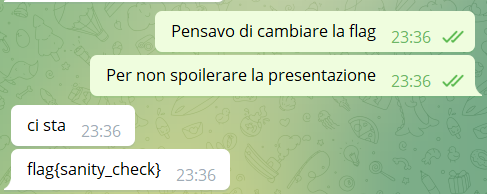 Pensavo di cambiare la flag 23:36
Per non spoilerare la presentazione 23:36
ci sta 23:36
flag{sanity_check} 23:36